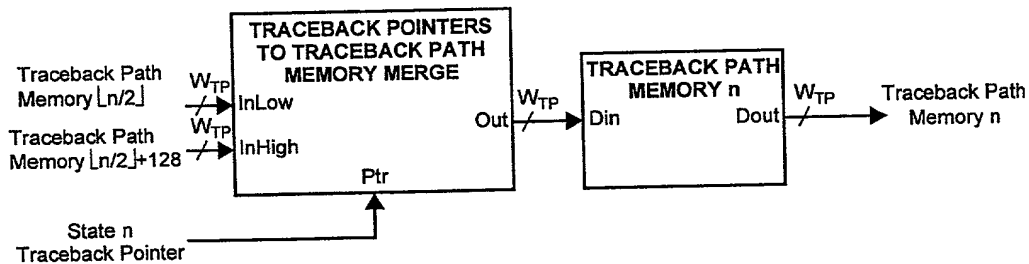 TRACEBACK POINTERS
TO TRACEBACK PATH
MEMORY MERGE
Traceback Path
Memory ⌊n/2⌋
W_TP
InLow
Traceback Path
Memory ⌊n/2⌋+128
W_TP
InHigh
Ptr
Out
W_TP
State n
Traceback Pointer
TRACEBACK PATH
MEMORY n
Din
Dout
W_TP
Traceback Path
Memory n